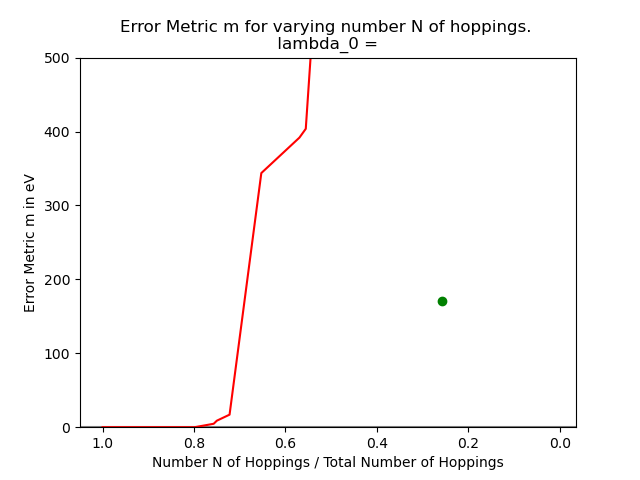 Error Metric m for varying number N of hoppings.
lambda_0 =
500
400
300
200
100
0
Error Metric m in eV
1.0 0.8 0.6 0.4 0.2 0.0
Number N of Hoppings / Total Number of Hoppings